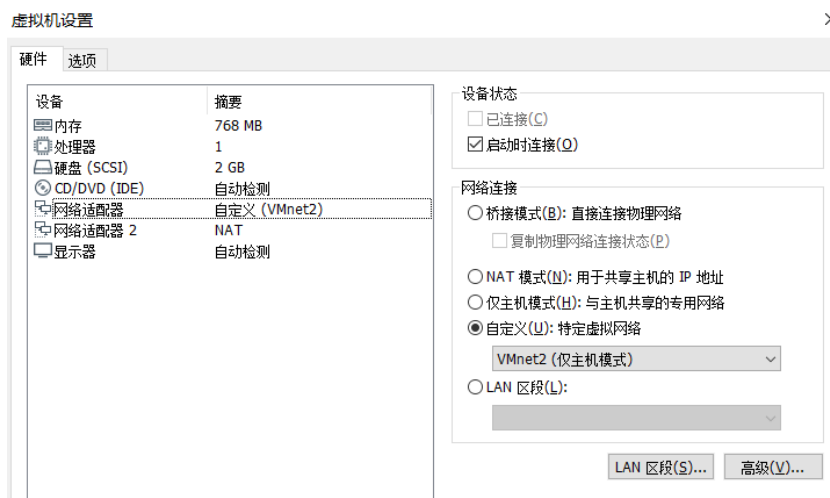 虚拟机设置
硬件 选项
设备 摘要
内存 768 MB
处理器 1
硬盘 (SCSI) 2 GB
CD/DVD (IDE) 自动检测
网络适配器 自定义 (VMnet2)
网络适配器 2 NAT
显示器 自动检测
设备状态
已连接(C)
启动时连接(O)
网络连接
桥接模式(B): 直接连接物理网络
复制物理网络连接状态(P)
NAT 模式(N): 用于共享主机的 IP 地址
仅主机模式(H): 与主机共享的专用网络
自定义(U): 特定虚拟网络
VMnet2 (仅主机模式)
LAN 区段(L):
LAN 区段(S)... 高级(V)...